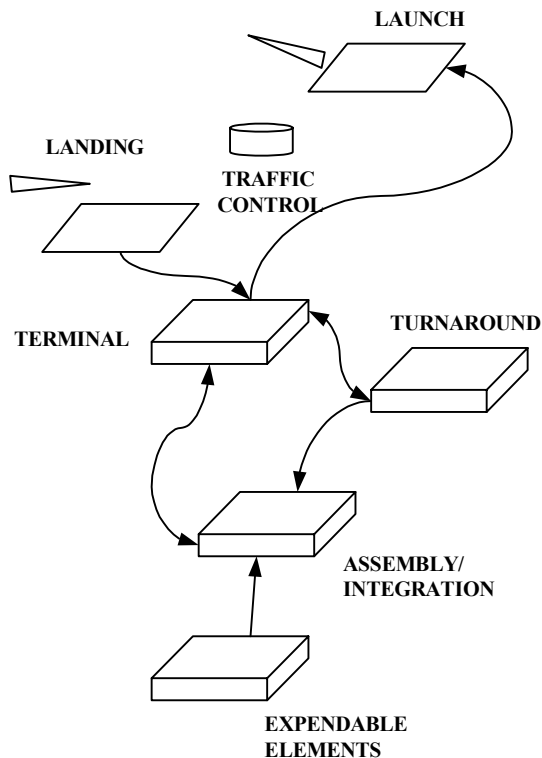 LAUNCH
LANDING
TRAFFIC
CONTROL
TERMINAL
TURNAROUND
ASSEMBLY/
INTEGRATION
EXPENDABLE
ELEMENTS